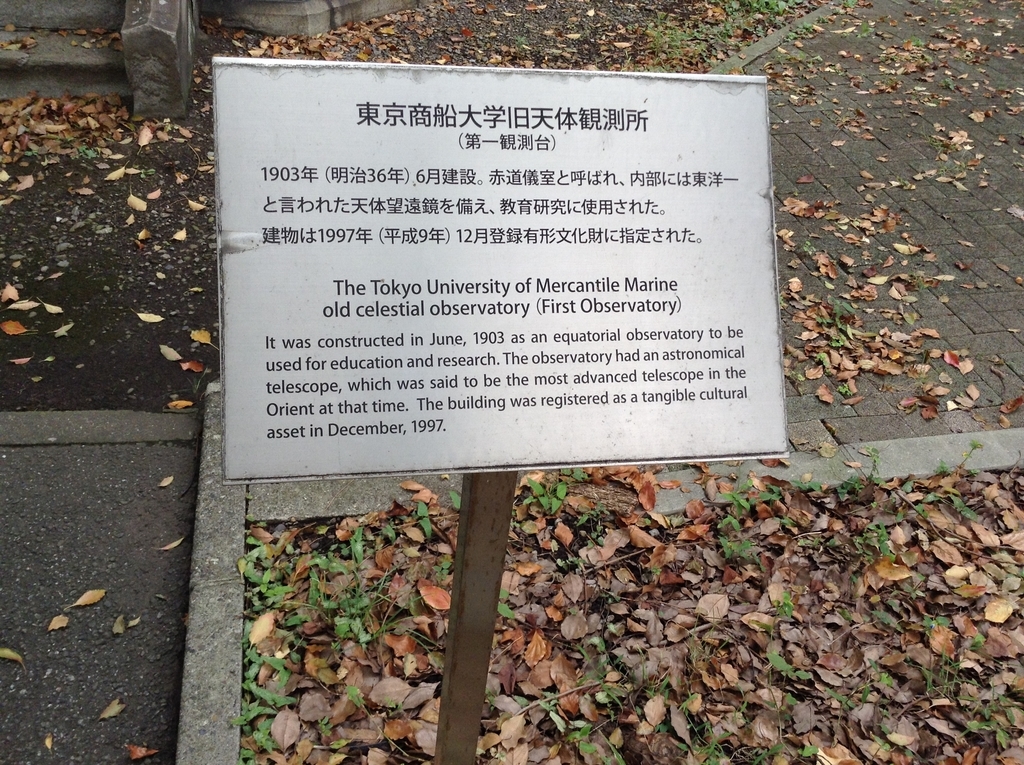 東京商船大学旧天体観測所
（第一観測台）
1903年（明治36年）6月建設。赤道儀室と呼ばれ、内部には東洋一
と言われた天体望遠鏡を備え、教育研究に使用された。
建物は1997年（平成9年）12月登録有形文化財に指定された。
The Tokyo University of Mercantile Marine
old celestial observatory (First Observatory)
It was constructed in June, 1903 as an equatorial observatory to be
used for education and research. The observatory had an astronomical
telescope, which was said to be the most advanced telescope in the
Orient at that time. The building was registered as a tangible cultural
asset in December, 1997.